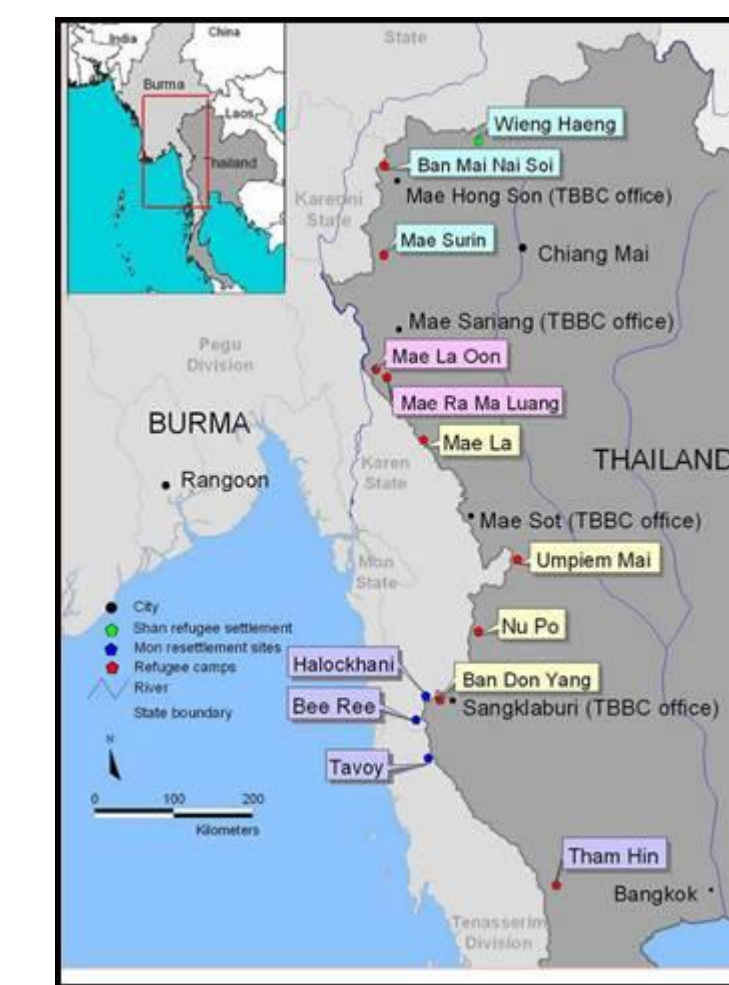 India
China
Burma
Laos
Thailand
State
Wieng Haeng
Ban Mai Nai Soi
Mae Hong Son (TBBC office)
Karenni
State
Mae Surin
Chiang Mai
Mae Sariang (TBBC office)
Pegu
Division
Mae La Oon
Mae Ra Ma Luang
BURMA
Mae La
THAILAND
Karen
State
Rangoon
Mae Sot (TBBC office)
Umpiem Mai
Mon
State
City
Shan refugee settlement
Mon resettlement sites
Refugee camps
River
State boundary
Nu Po
Halockhani
Ban Don Yang
Bee Ree
Sangklaburi (TBBC office)
N
Tavoy
0 100 200
Kilometers
Tham Hin
Bangkok
Tenasserim
Division